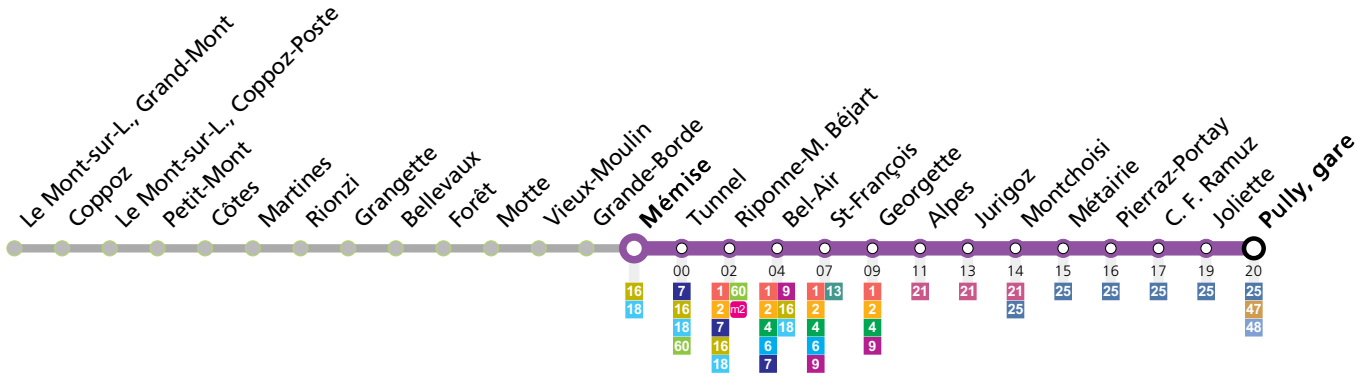 Le Mont-sur-L., Grand-Mont
Coppoz
Le Mont-sur-L., Coppoz-Poste
Petit-Mont
Côtes
Martines
Rionzi
Grangette
Bellevaux
Forêt
Motte
Vieux-Moulin
Grande-Borde
Mémise
Tunnel
Riponne-M. Béjart
Bel-Air
St-François
Georgette
Alpes
Jurigoz
Montchoisi
Métairie
Pierraz-Portay
C. F. Ramuz
Joliette
Pully, gare
00 02 04 07 09 11 13 14 15 16 17 19 20
16 7 1 60 1 9 1 13 1 21 21 21 25 25 25 25 25
18 16 2 m2 2 16 2 2 25 47
18 7 4 18 4 4 48
60 16 6 6 9
18 7 9